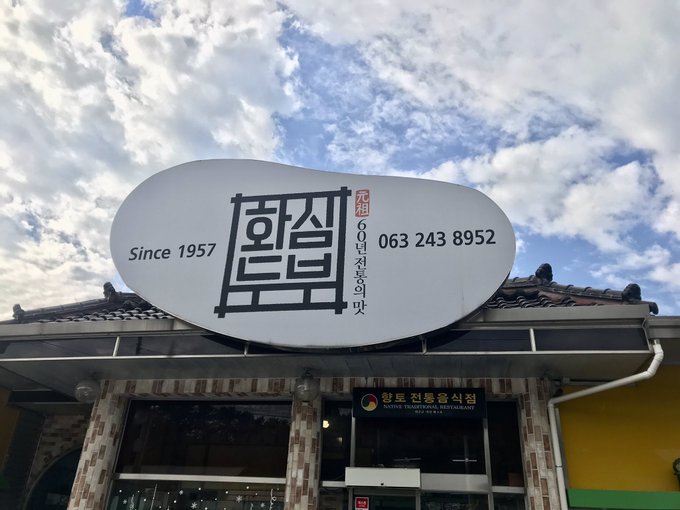 Since 1957
화심
두부
元祖
60년 전통의 맛
063 243 8952
향토 전통음식점
NATIVE TRADITIONAL RESTAURANT